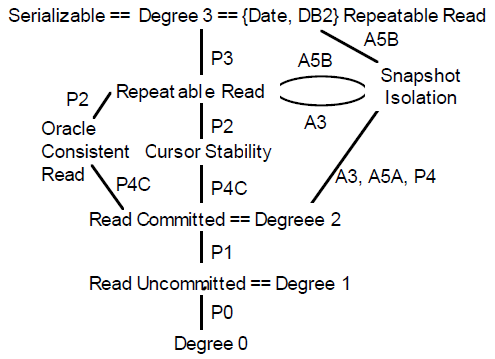 Serializable == Degree 3 == {Date, DB2} Repeatable Read
A5B
P3
A5B
Snapshot
Isolation
P2
Repeatable Read
A3
Oracle
Consistent
Read
P2
Cursor Stability
P4C
P4C
A3, A5A, P4
Read Committed == Degreee 2
P1
Read Uncommitted == Degree 1
P0
Degree 0